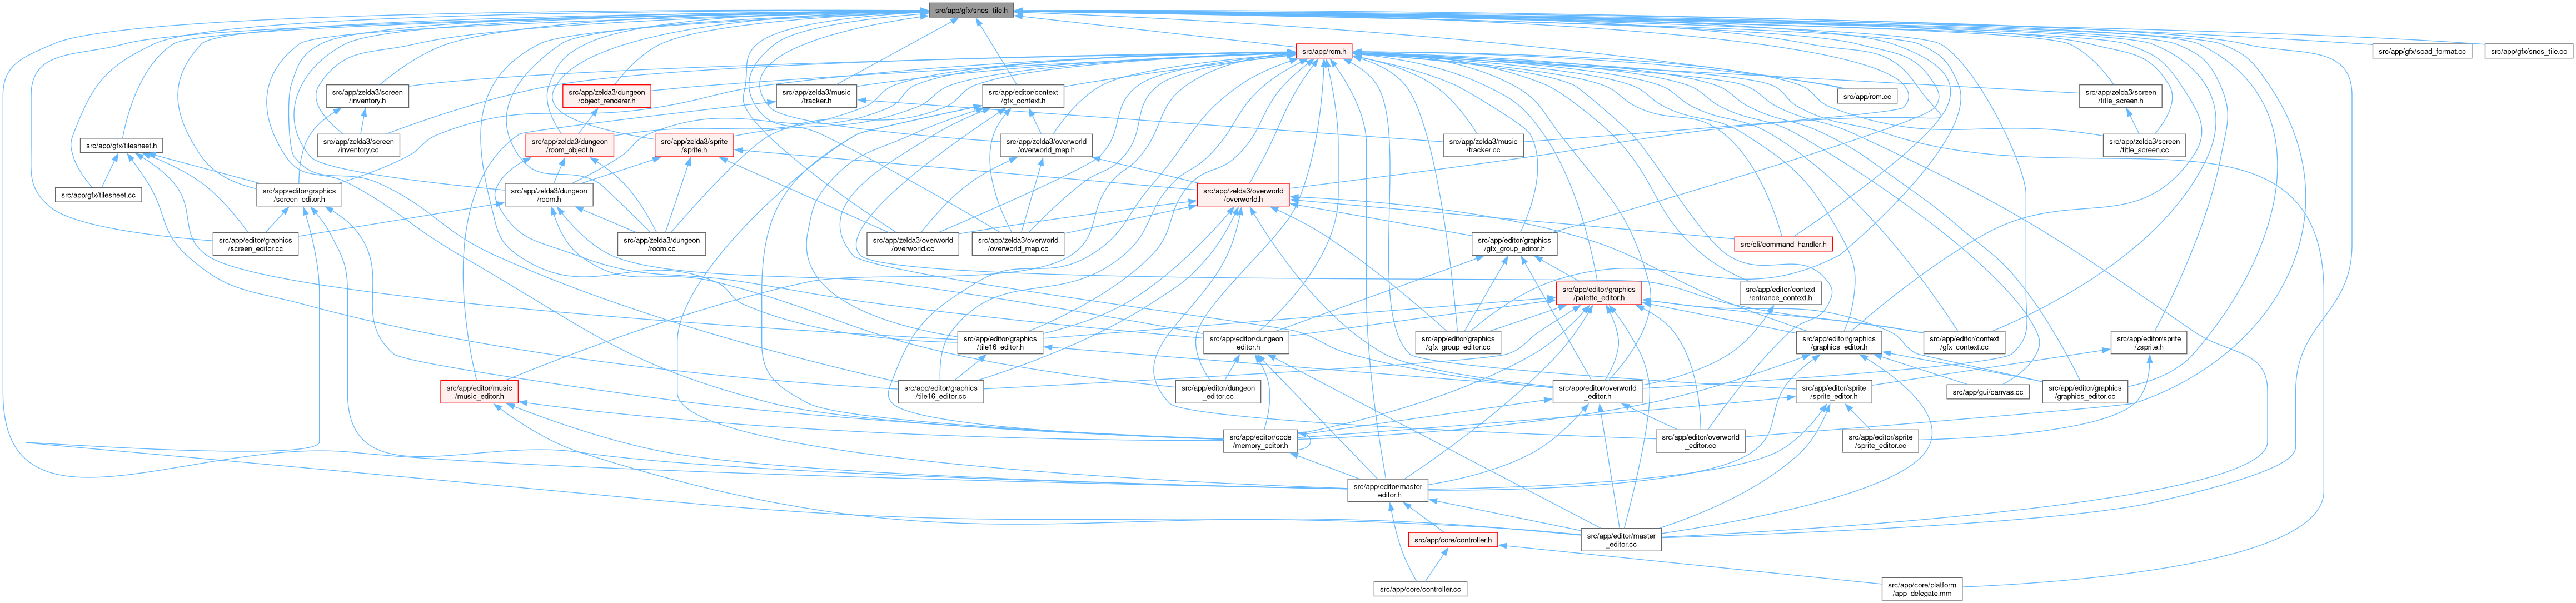 src/app/gfx/snes_tile.h
src/app/rom.h
src/app/gfx/scad_format.cc
src/app/gfx/snes_tile.cc
src/app/zelda3/screen
/inventory.h
src/app/zelda3/dungeon
/object_renderer.h
src/app/zelda3/music
/tracker.h
src/app/editor/context
/gfx_context.h
src/app/rom.cc
src/app/zelda3/screen
/title_screen.h
src/app/gfx/tilesheet.h
src/app/zelda3/screen
/inventory.cc
src/app/zelda3/dungeon
/room_object.h
src/app/zelda3/sprite
/sprite.h
src/app/zelda3/overworld
/overworld_map.h
src/app/zelda3/music
/tracker.cc
src/app/zelda3/screen
/title_screen.cc
src/app/gfx/tilesheet.cc
src/app/editor/graphics
/screen_editor.h
src/app/zelda3/dungeon
/room.h
src/app/zelda3/overworld
/overworld.h
src/app/editor/graphics
/screen_editor.cc
src/app/zelda3/dungeon
/room.cc
src/app/zelda3/overworld
/overworld.cc
src/app/zelda3/overworld
/overworld_map.cc
src/app/editor/graphics
/gfx_group_editor.h
src/cli/command_handler.h
src/app/editor/graphics
/palette_editor.h
src/app/editor/context
/entrance_context.h
src/app/editor/graphics
/tile16_editor.h
src/app/editor/dungeon
_editor.h
src/app/editor/graphics
/gfx_group_editor.cc
src/app/editor/graphics
/graphics_editor.h
src/app/editor/context
/gfx_context.cc
src/app/editor/sprite
/zsprite.h
src/app/editor/music
/music_editor.h
src/app/editor/graphics
/tile16_editor.cc
src/app/editor/dungeon
_editor.cc
src/app/editor/overworld
_editor.h
src/app/editor/sprite
/sprite_editor.h
src/app/gui/canvas.cc
src/app/editor/graphics
/graphics_editor.cc
src/app/editor/code
/memory_editor.h
src/app/editor/overworld
_editor.cc
src/app/editor/sprite
/sprite_editor.cc
src/app/editor/master
_editor.h
src/app/core/controller.h
src/app/editor/master
_editor.cc
src/app/core/controller.cc
src/app/core/platform
/app_delegate.mm